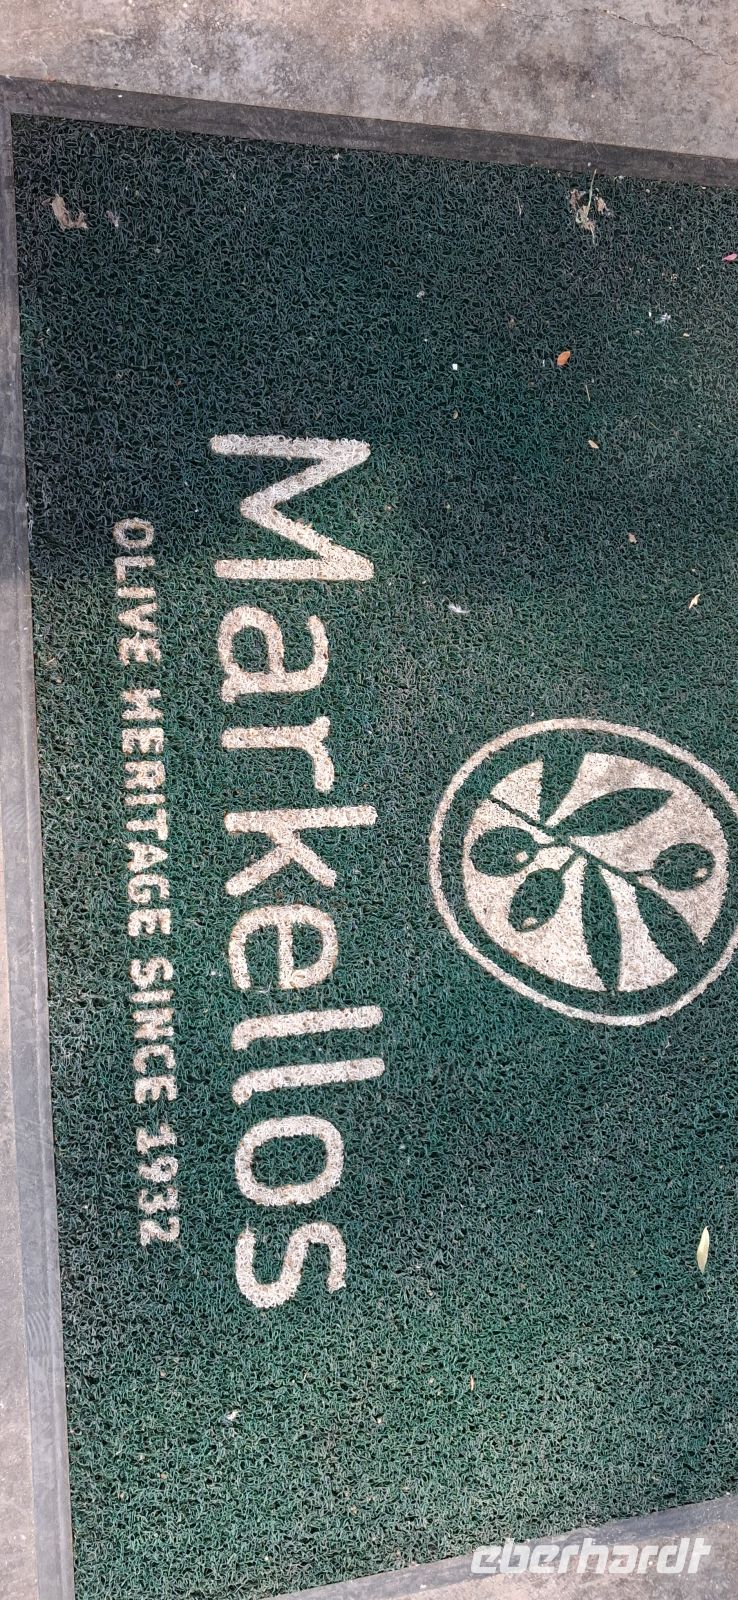 Markellos
OLIVE HERITAGE SINCE 1932
eberhardt